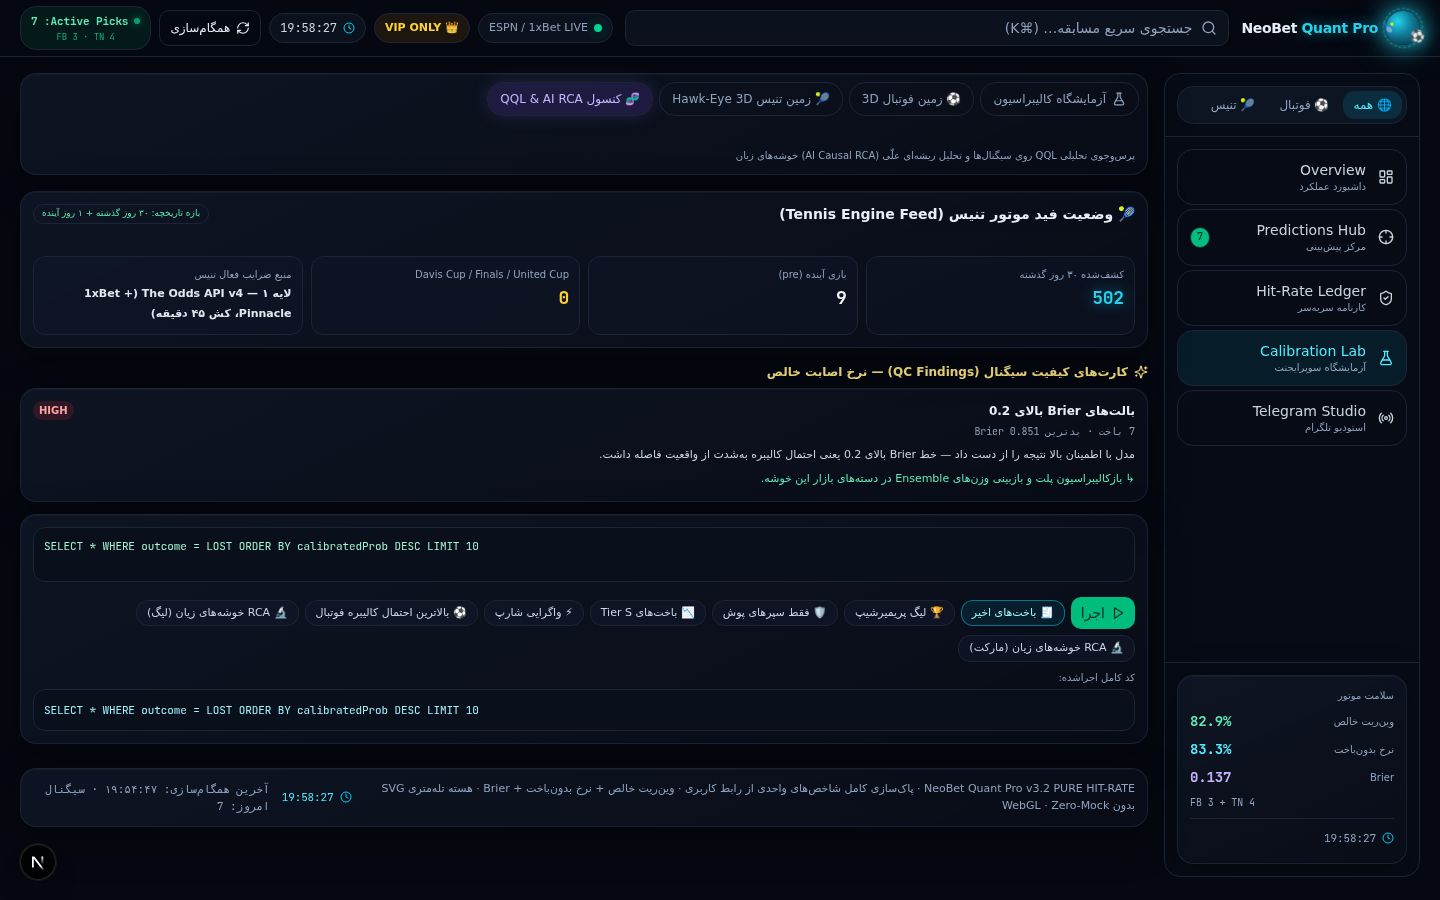 NeoBet Quant Pro
جستجوی سریع مسابقه... (⌘K)
ESPN / 1xBet LIVE
VIP ONLY 👑
19:58:27
همگام‌سازی
7 :Active Picks
FB 3 · TN 4
🌐 همه
⚽ فوتبال
🎾 تنیس
Overview
داشبورد عملکرد
Predictions Hub
مرکز پیش‌بینی
7
Hit-Rate Ledger
کارنامه سربه‌سر
Calibration Lab
آزمایشگاه سوپرایجنت
Telegram Studio
استودیو تلگرام
سلامت موتور
وین‌ریت خالص
82.9%
نرخ بدون‌باخت
83.3%
Brier
0.137
FB 3 + TN 4
19:58:27
آزمایشگاه کالیبراسیون
⚽ زمین فوتبال 3D
🎾 زمین تنیس Hawk-Eye 3D
🧬 کنسول QQL & AI RCA
پرس‌وجوی تحلیلی QQL روی سیگنال‌ها و تحلیل ریشه‌ای علّی (AI Causal RCA) خوشه‌های زیان
🎾 وضعیت فید موتور تنیس (Tennis Engine Feed)
بازه تاریخچه: ۳۰ روز گذشته + ۱ روز آینده
کشف‌شده ۳۰ روز گذشته
502
بازی آینده (pre)
9
Davis Cup / Finals / United Cup
0
منبع ضرایب فعال تنیس
لایه ۱ — The Odds API v4 (1xBet +
Pinnacle، کش ۴۵ دقیقه)
کارت‌های کیفیت سیگنال (QC Findings) — نرخ اصابت خالص
بالت‌های Brier بالای 0.2
HIGH
7 باخت · بدترین Brier 0.851
مدل با اطمینان بالا نتیجه را از دست داد — خط Brier بالای 0.2 یعنی احتمال کالیبره به‌شدت از واقعیت فاصله داشت.
↳ بازکالیبراسیون پلت و بازبینی وزن‌های Ensemble در دسته‌های بازار این خوشه.
SELECT * WHERE outcome = LOST ORDER BY calibratedProb DESC LIMIT 10
اجرا
🧾 باخت‌های اخیر
🏆 لیگ پریمیرشیپ
🛡️ فقط سپرهای پوش
📉 باخت‌های Tier S
⚡ واگرایی شارپ
⚽ بالاترین احتمال کالیبره فوتبال
🔬 RCA خوشه‌های زیان (لیگ)
🔬 RCA خوشه‌های زیان (مارکت)
کد کامل اجراشده:
SELECT * WHERE outcome = LOST ORDER BY calibratedProb DESC LIMIT 10
NeoBet Quant Pro v3.2 PURE HIT-RATE · پاک‌سازی کامل شاخص‌های واحدی از رابط کاربری · وین‌ریت خالص + نرخ بدون‌باخت + Brier · هسته تله‌متری SVG
بدون WebGL · Zero-Mock
19:58:27
آخرین همگام‌سازی: ۱۹:۵۴:۴۷ · سیگنال
امروز: 7
N